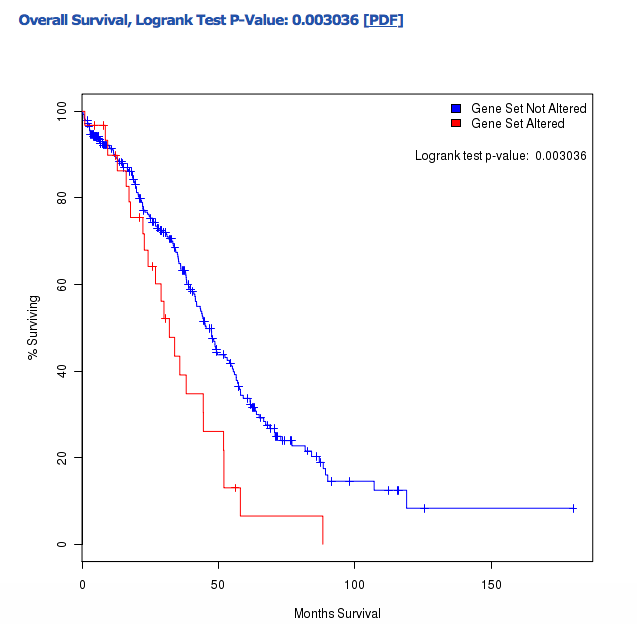 Overall Survival, Logrank Test P-Value: 0.003036 [PDF]
Gene Set Not Altered
Gene Set Altered
Logrank test p-value: 0.003036
100
80
60
40
20
0
% Surviving
0 50 100 150
Months Survival